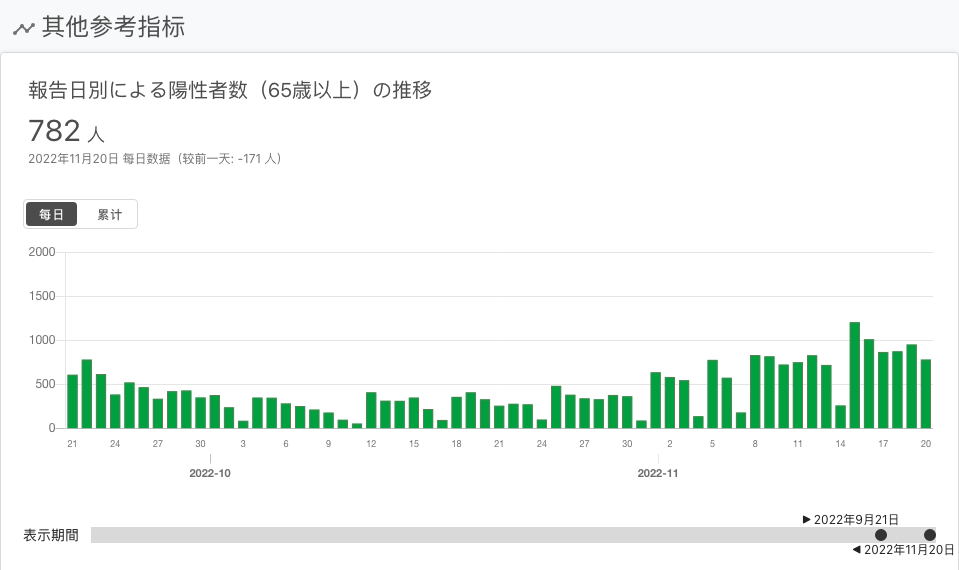 其他参考指标
報告日別による陽性者数（65歳以上）の推移
782 人
2022年11月20日 每日数据（较前一天: -171 人）
每日 累计
2000
1500
1000
500
0
21 24 27 30 3 6 9 12 15 18 21 24 27 30 2 5 8 11 14 17 20
2022-10 2022-11
▶ 2022年9月21日
表示期間
◀ 2022年11月20日